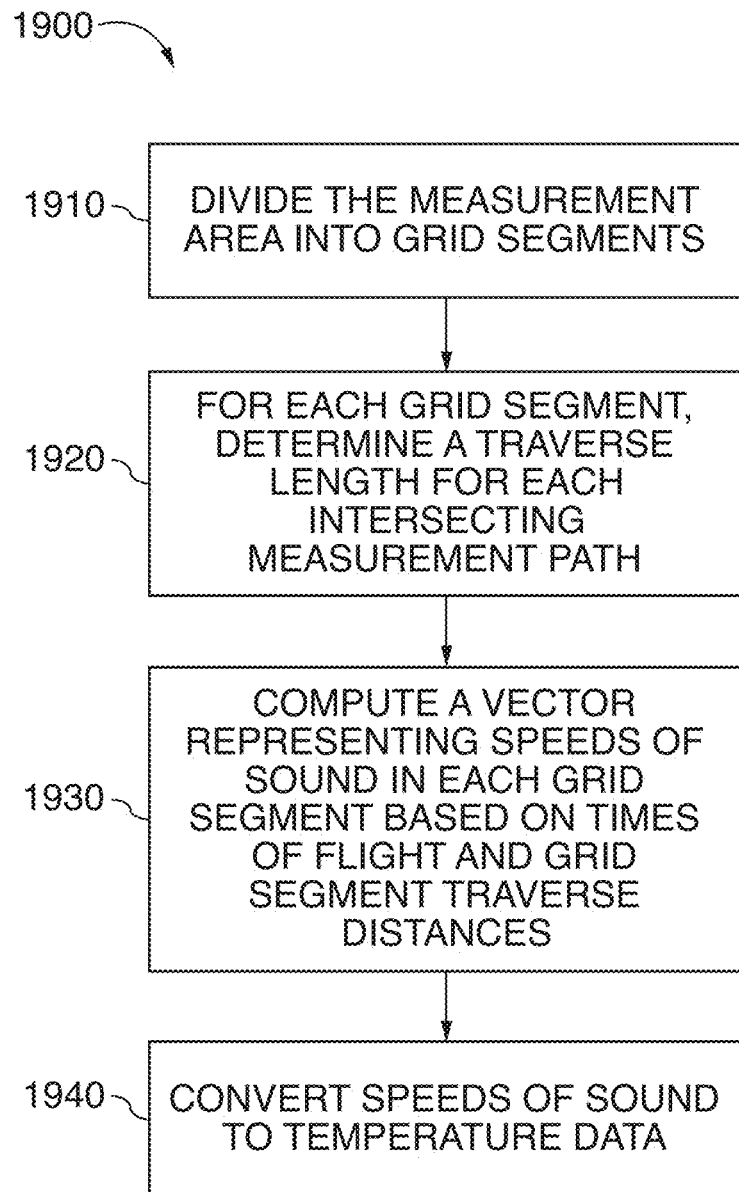 1900
1910
DIVIDE THE MEASUREMENT
AREA INTO GRID SEGMENTS
1920
FOR EACH GRID SEGMENT,
DETERMINE A TRAVERSE
LENGTH FOR EACH
INTERSECTING
MEASUREMENT PATH
1930
COMPUTE A VECTOR
REPRESENTING SPEEDS OF
SOUND IN EACH GRID
SEGMENT BASED ON TIMES
OF FLIGHT AND GRID
SEGMENT TRAVERSE
DISTANCES
1940
CONVERT SPEEDS OF SOUND
TO TEMPERATURE DATA